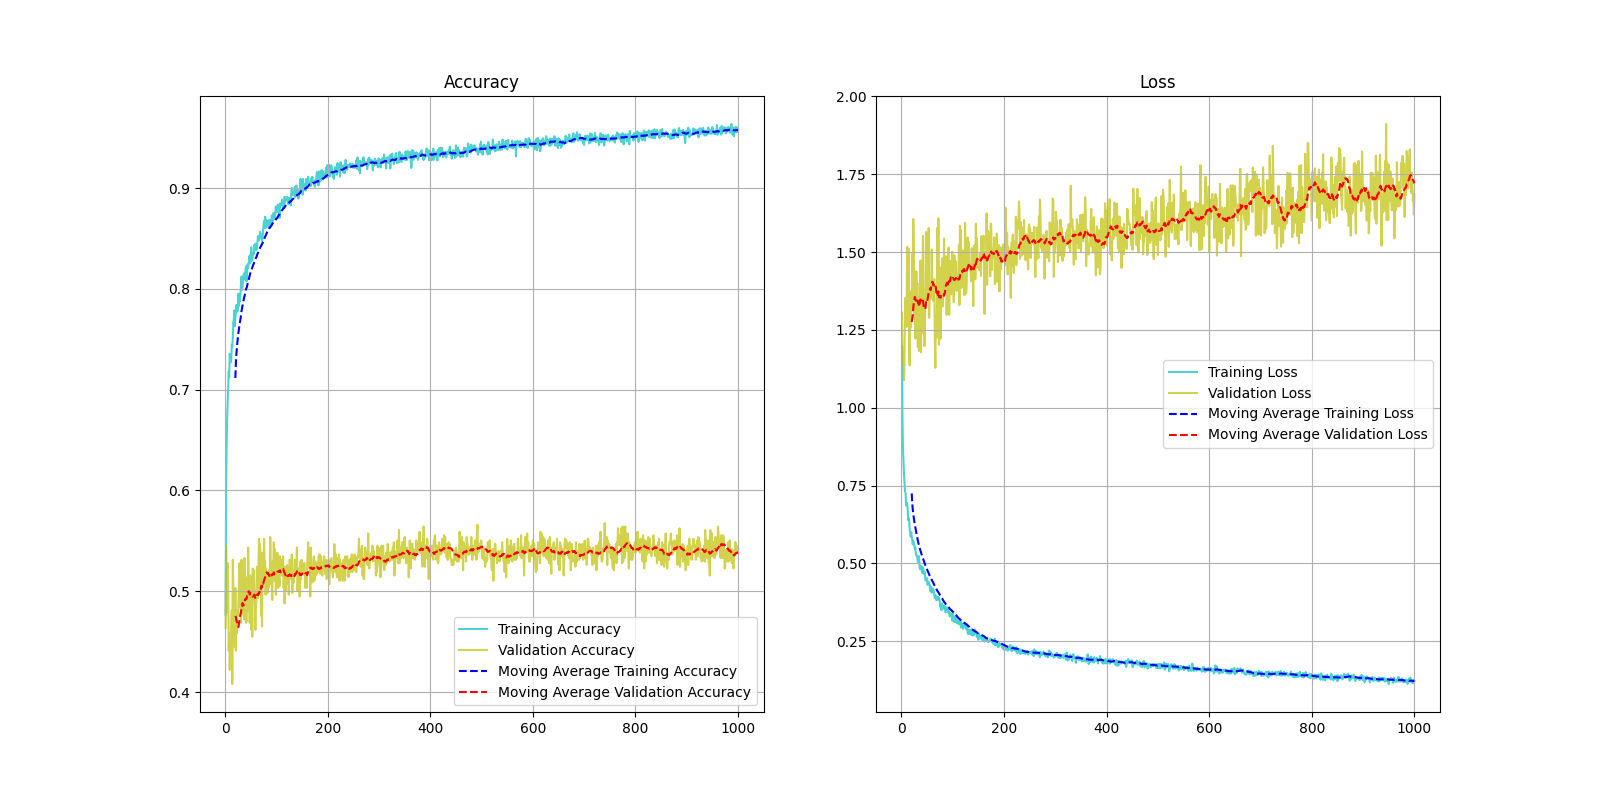 Accuracy
0.9
0.8
0.7
0.6
0.5
0.4
0 200 400 600 800 1000
Training Accuracy
Validation Accuracy
Moving Average Training Accuracy
Moving Average Validation Accuracy
Loss
2.00
1.75
1.50
1.25
1.00
0.75
0.50
0.25
0 200 400 600 800 1000
Training Loss
Validation Loss
Moving Average Training Loss
Moving Average Validation Loss